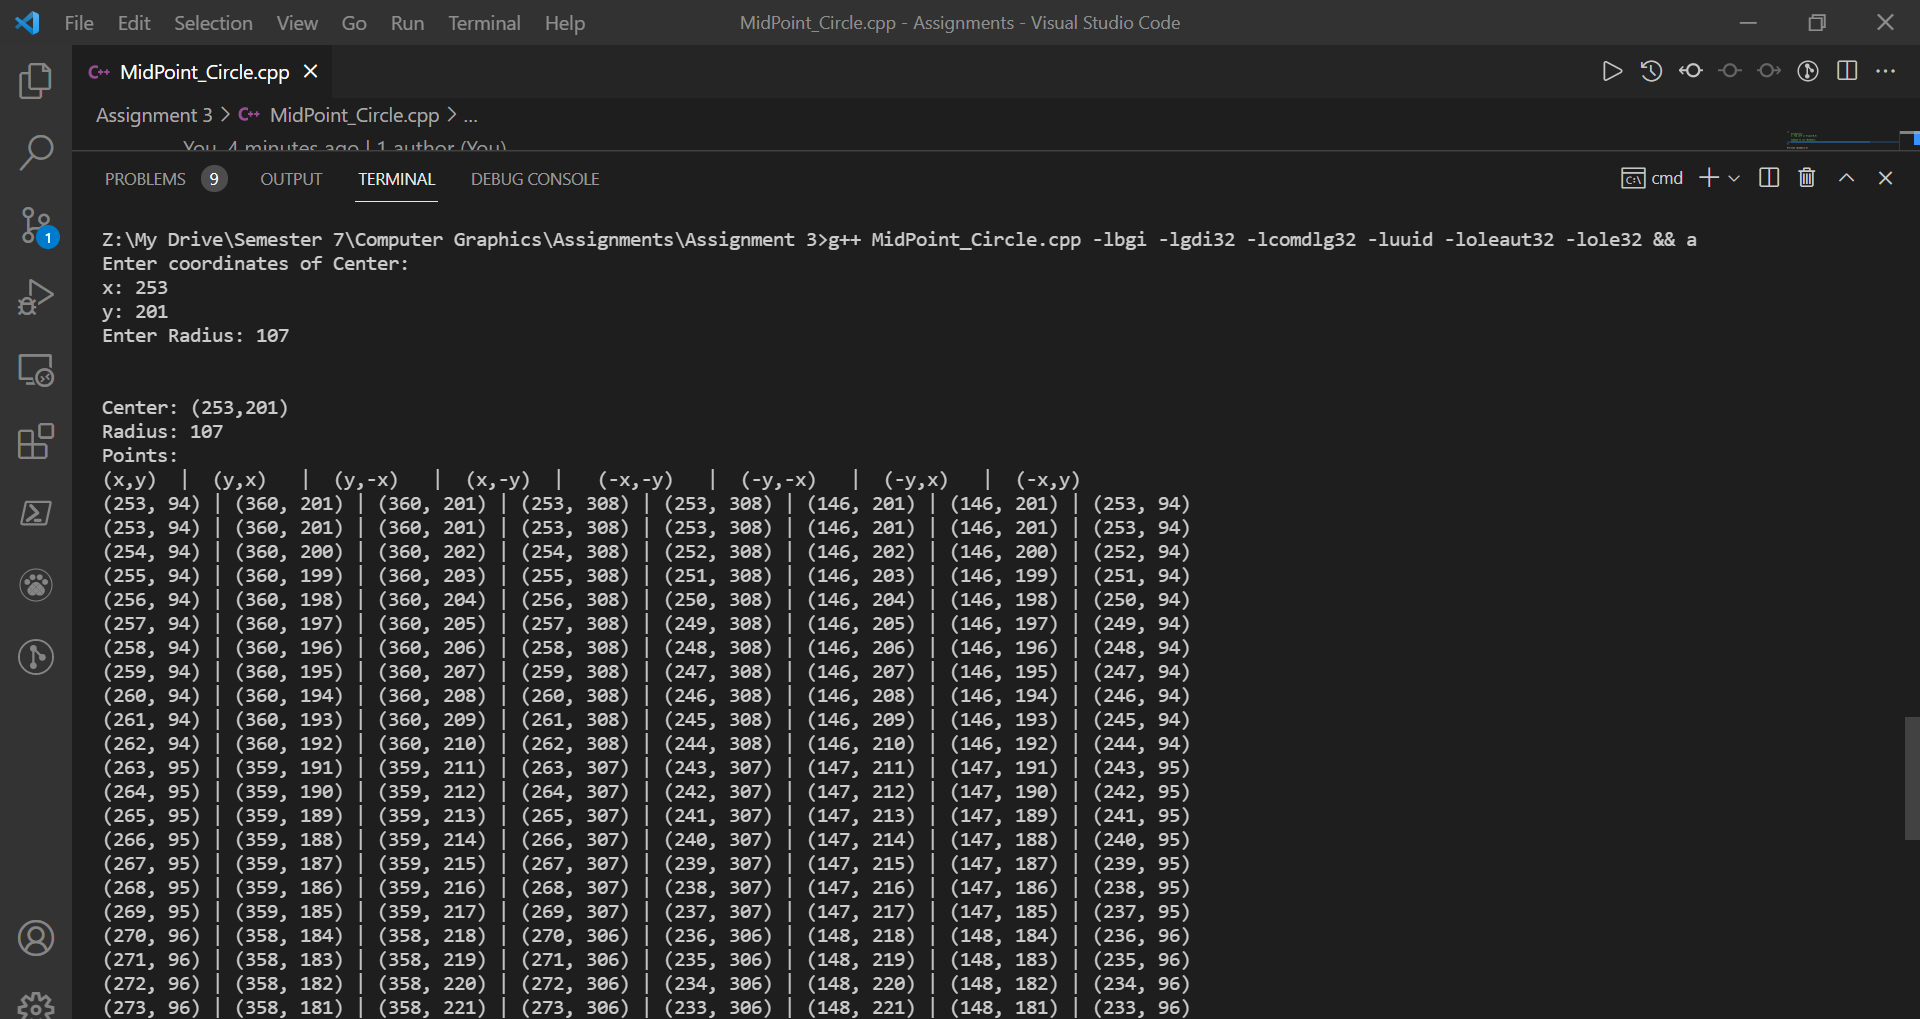 File Edit Selection View Go Run Terminal Help MidPoint_Circle.cpp - Assignments - Visual Studio Code
C++ MidPoint_Circle.cpp
Assignment 3 > C++ MidPoint_Circle.cpp > ...
You, 4 minutes ago | 1 author (You)
PROBLEMS 9 OUTPUT TERMINAL DEBUG CONSOLE cmd
1
Z:\My Drive\Semester 7\Computer Graphics\Assignments\Assignment 3>g++ MidPoint_Circle.cpp -lbgi -lgdi32 -lcomdlg32 -luuid -loleaut32 -lole32 && a
Enter coordinates of Center:
x: 253
y: 201
Enter Radius: 107
Center: (253,201)
Radius: 107
Points:
(x,y) | (y,x) | (y,-x) | (x,-y) | (-x,-y) | (-y,-x) | (-y,x) | (-x,y)
(253, 94) | (360, 201) | (360, 201) | (253, 308) | (253, 308) | (146, 201) | (146, 201) | (253, 94)
(253, 94) | (360, 201) | (360, 201) | (253, 308) | (253, 308) | (146, 201) | (146, 201) | (253, 94)
(254, 94) | (360, 200) | (360, 202) | (254, 308) | (252, 308) | (146, 202) | (146, 200) | (252, 94)
(255, 94) | (360, 199) | (360, 203) | (255, 308) | (251, 308) | (146, 203) | (146, 199) | (251, 94)
(256, 94) | (360, 198) | (360, 204) | (256, 308) | (250, 308) | (146, 204) | (146, 198) | (250, 94)
(257, 94) | (360, 197) | (360, 205) | (257, 308) | (249, 308) | (146, 205) | (146, 197) | (249, 94)
(258, 94) | (360, 196) | (360, 206) | (258, 308) | (248, 308) | (146, 206) | (146, 196) | (248, 94)
(259, 94) | (360, 195) | (360, 207) | (259, 308) | (247, 308) | (146, 207) | (146, 195) | (247, 94)
(260, 94) | (360, 194) | (360, 208) | (260, 308) | (246, 308) | (146, 208) | (146, 194) | (246, 94)
(261, 94) | (360, 193) | (360, 209) | (261, 308) | (245, 308) | (146, 209) | (146, 193) | (245, 94)
(262, 94) | (360, 192) | (360, 210) | (262, 308) | (244, 308) | (146, 210) | (146, 192) | (244, 94)
(263, 95) | (359, 191) | (359, 211) | (263, 307) | (243, 307) | (147, 211) | (147, 191) | (243, 95)
(264, 95) | (359, 190) | (359, 212) | (264, 307) | (242, 307) | (147, 212) | (147, 190) | (242, 95)
(265, 95) | (359, 189) | (359, 213) | (265, 307) | (241, 307) | (147, 213) | (147, 189) | (241, 95)
(266, 95) | (359, 188) | (359, 214) | (266, 307) | (240, 307) | (147, 214) | (147, 188) | (240, 95)
(267, 95) | (359, 187) | (359, 215) | (267, 307) | (239, 307) | (147, 215) | (147, 187) | (239, 95)
(268, 95) | (359, 186) | (359, 216) | (268, 307) | (238, 307) | (147, 216) | (147, 186) | (238, 95)
(269, 95) | (359, 185) | (359, 217) | (269, 307) | (237, 307) | (147, 217) | (147, 185) | (237, 95)
(270, 96) | (358, 184) | (358, 218) | (270, 306) | (236, 306) | (148, 218) | (148, 184) | (236, 96)
(271, 96) | (358, 183) | (358, 219) | (271, 306) | (235, 306) | (148, 219) | (148, 183) | (235, 96)
(272, 96) | (358, 182) | (358, 220) | (272, 306) | (234, 306) | (148, 220) | (148, 182) | (234, 96)
(273, 96) | (358, 181) | (358, 221) | (273, 306) | (233, 306) | (148, 221) | (148, 181) | (233, 96)